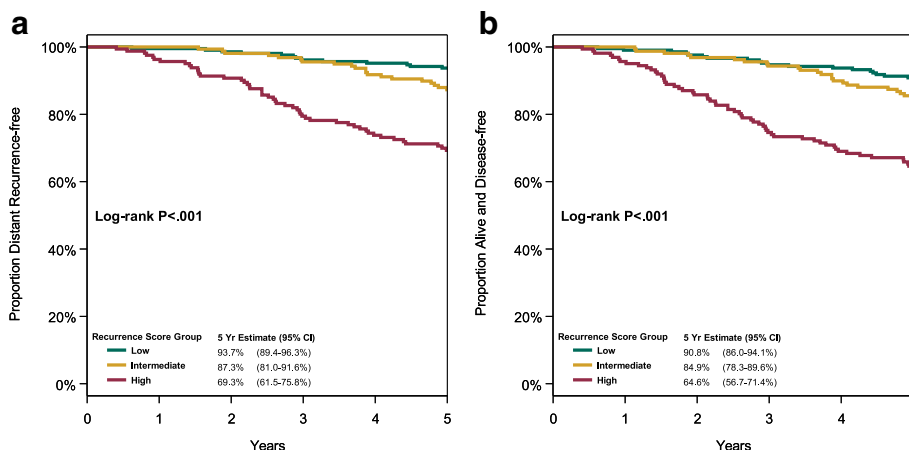 a
Proportion Distant Recurrence-free
100%
80%
60%
40%
20%
0%
Log-rank P<.001
Recurrence Score Group 5 Yr Estimate (95% CI)
Low 93.7% (89.4-96.3%)
Intermediate 87.3% (81.0-91.6%)
High 69.3% (61.5-75.8%)
0 1 2 3 4 5
Years
b
Proportion Alive and Disease-free
100%
80%
60%
40%
20%
0%
Log-rank P<.001
Recurrence Score Group 5 Yr Estimate (95% CI)
Low 90.8% (86.0-94.1%)
Intermediate 84.9% (78.3-89.6%)
High 64.6% (56.7-71.4%)
0 1 2 3 4 5
Years